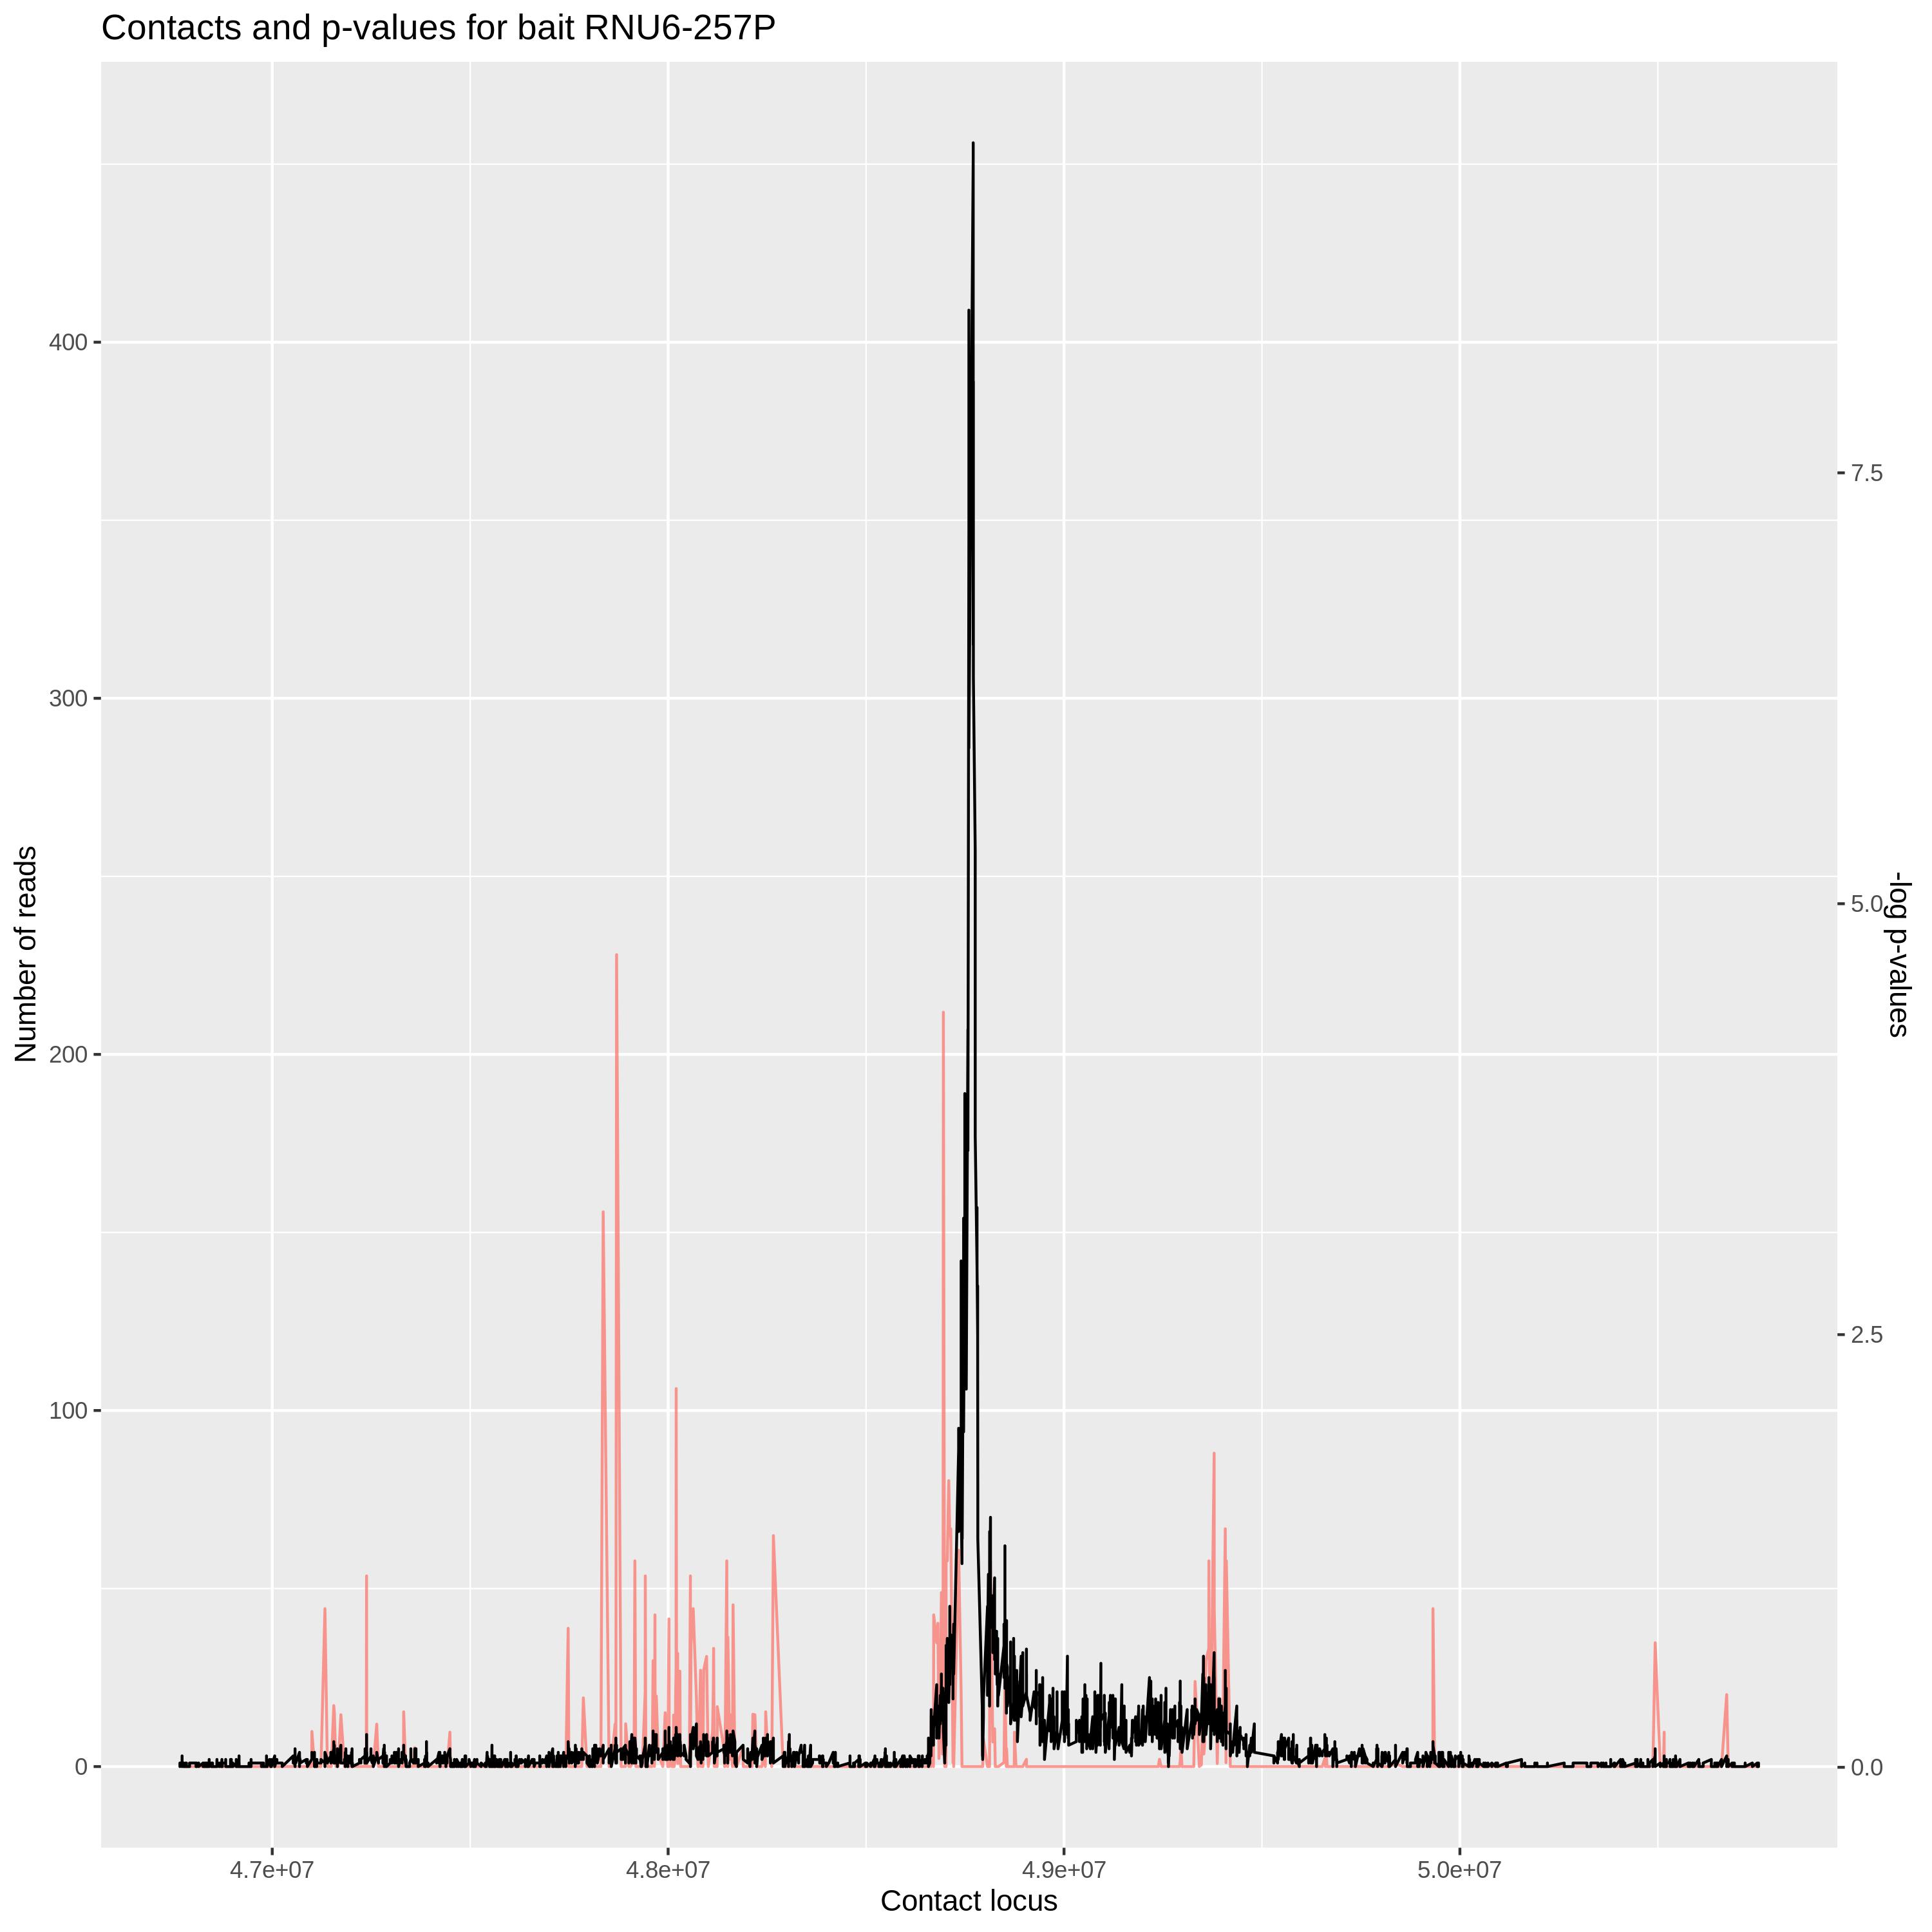 Contacts and p-values for bait RNU6-257P
Number of reads
400
300
200
100
0
7.5
5.0
2.5
0.0
-log p-values
4.7e+07 4.8e+07 4.9e+07 5.0e+07
Contact locus